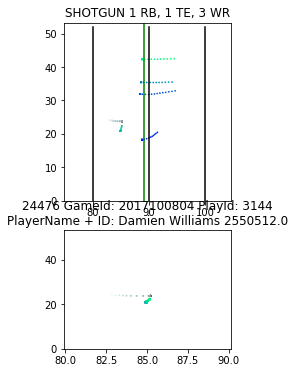 SHOTGUN 1 RB, 1 TE, 3 WR
50
40
30
20
10
0
80 90 100
24476 GameId: 2017100804 PlayId: 3144
PlayerName + ID: Damien Williams 2550512.0
40
20
0
80.0 82.5 85.0 87.5 90.0